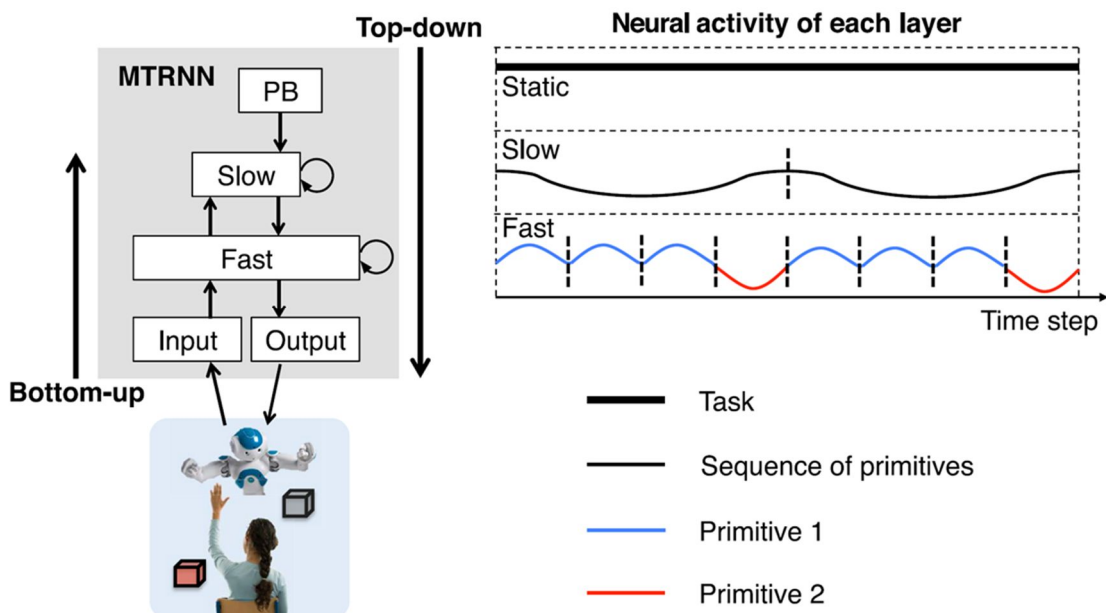 Top-down
Neural activity of each layer
MTRNN
PB
Slow
Fast
Input
Output
Bottom-up
Static
Slow
Fast
Time step
Task
Sequence of primitives
Primitive 1
Primitive 2